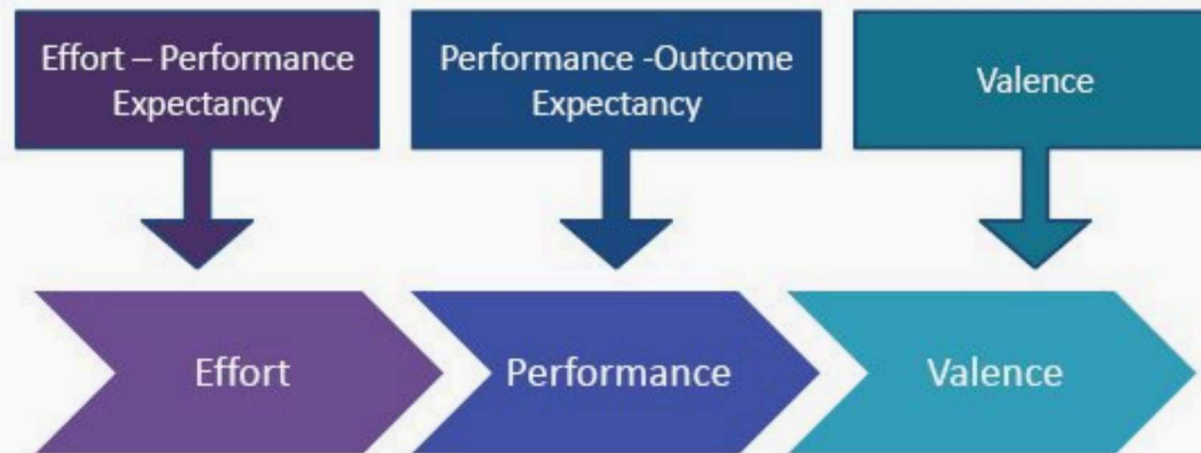 Effort – Performance
Expectancy
Performance -Outcome
Expectancy
Valence
Effort
Performance
Valence